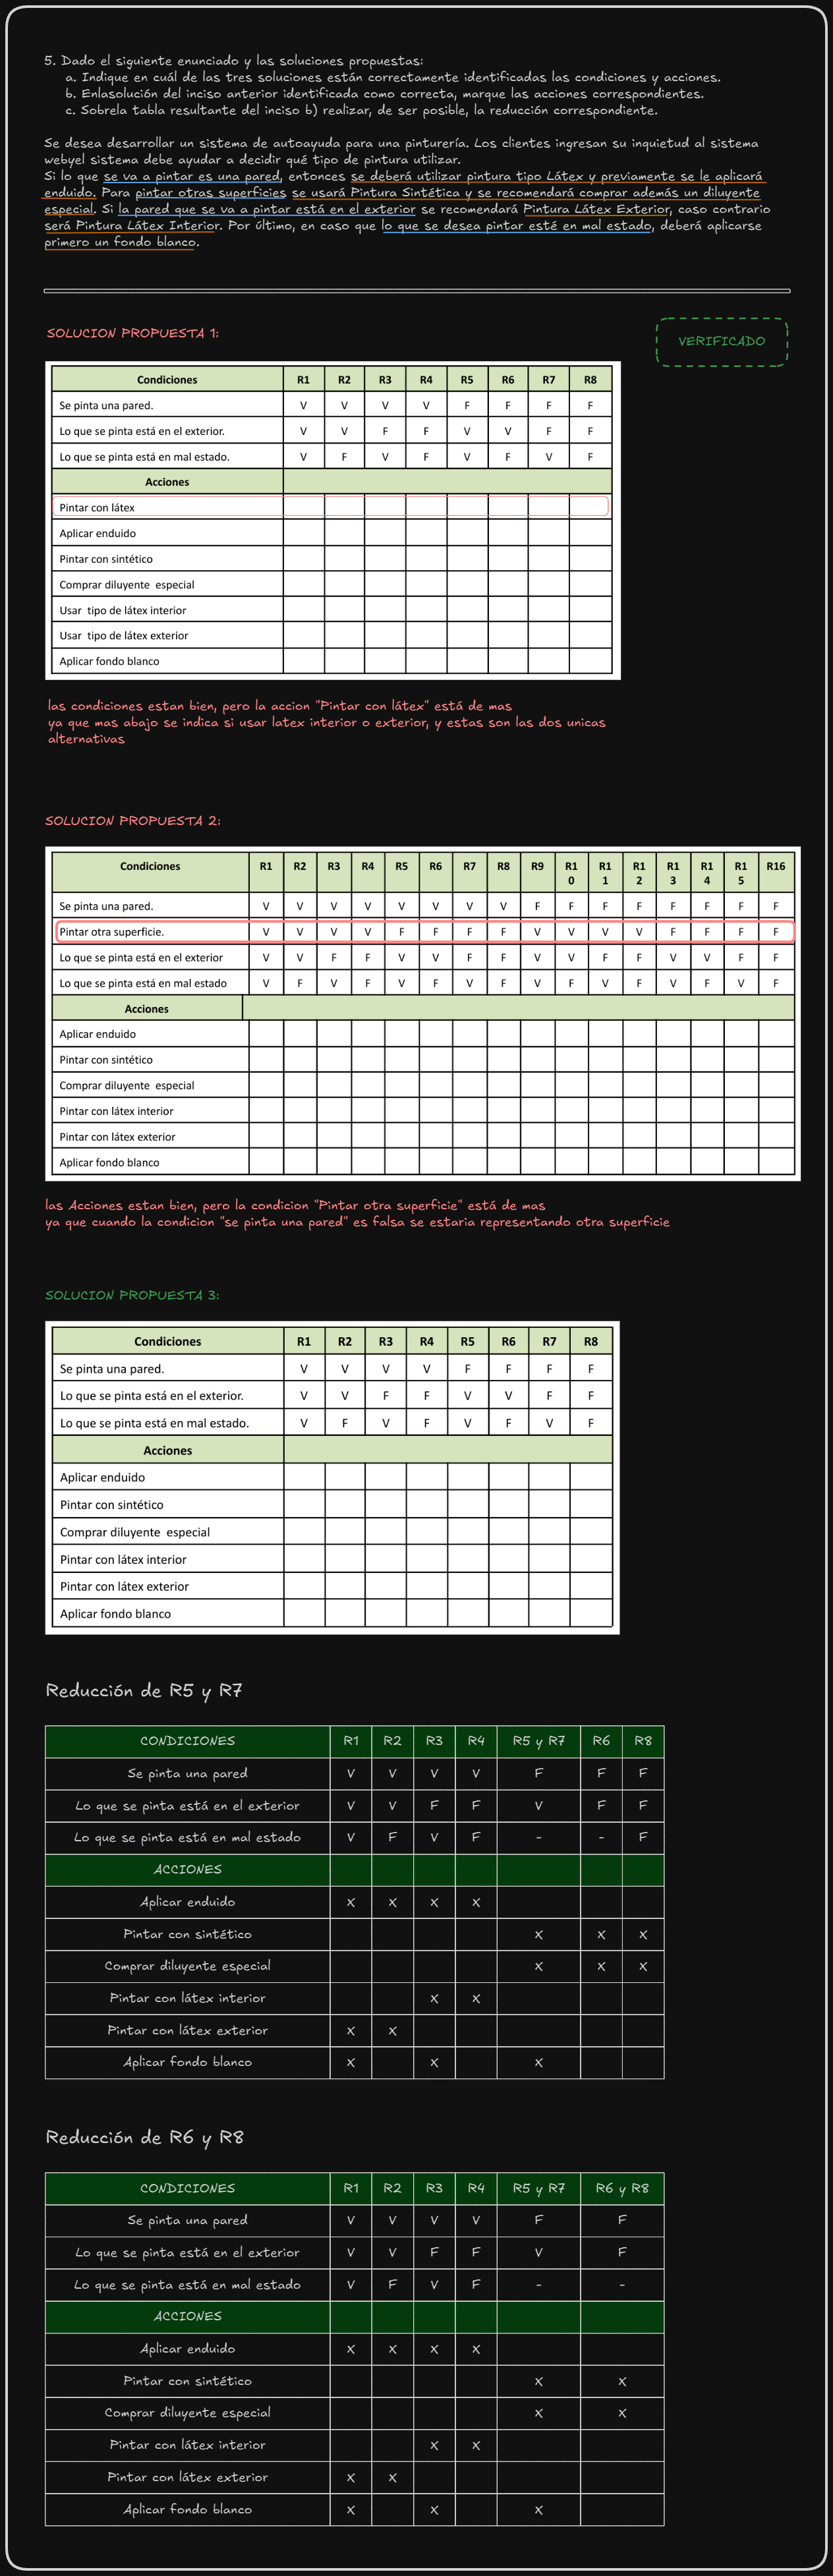 5. Dado el siguiente enunciado y las soluciones propuestas:
a. Indique en cuál de las tres soluciones están correctamente identificadas las condiciones y acciones.
b. Enlasolución del inciso anterior identificada como correcta, marque las acciones correspondientes.
c. Sobrela tabla resultante del inciso b) realizar, de ser posible, la reducción correspondiente.
Se desea desarrollar un sistema de autoayuda para una pinturería. Los clientes ingresan su inquietud al sistema
webyel sistema debe ayudar a decidir qué tipo de pintura utilizar.
Si lo que se va a pintar es una pared, entonces se deberá utilizar pintura tipo Látex y previamente se le aplicará
enduido. Para pintar otras superficies se usará Pintura Sintética y se recomendará comprar además un diluyente
especial. Si la pared que se va a pintar está en el exterior se recomendará Pintura Látex Exterior, caso contrario
será Pintura Látex Interior. Por último, en caso que lo que se desea pintar esté en mal estado, deberá aplicarse
primero un fondo blanco.
SOLUCION PROPUESTA 1:
VERIFICADO
Condiciones R1 R2 R3 R4 R5 R6 R7 R8
Se pinta una pared. V V V V F F F F
Lo que se pinta está en el exterior. V V F F V V F F
Lo que se pinta está en mal estado. V F V F V F V F
Acciones
Pintar con látex
Aplicar enduido
Pintar con sintético
Comprar diluyente especial
Usar tipo de látex interior
Usar tipo de látex exterior
Aplicar fondo blanco
las condiciones estan bien, pero la accion "Pintar con látex" está de mas
ya que mas abajo se indica si usar latex interior o exterior, y estas son las dos unicas
alternativas
SOLUCION PROPUESTA 2:
Condiciones R1 R2 R3 R4 R5 R6 R7 R8 R9 R10 R11 R12 R13 R14 R15 R16
Se pinta una pared. V V V V V V V V F F F F F F F F
Pintar otra superficie. V V V V F F F F V V V V F F F F
Lo que se pinta está en el exterior V V F F V V F F V V F F V V F F
Lo que se pinta está en mal estado V F V F V F V F V F V F V F V F
Acciones
Aplicar enduido
Pintar con sintético
Comprar diluyente especial
Pintar con látex interior
Pintar con látex exterior
Aplicar fondo blanco
las Acciones estan bien, pero la condicion "Pintar otra superficie" está de mas
ya que cuando la condicion "se pinta una pared" es falsa se estaria representando otra superficie
SOLUCION PROPUESTA 3:
Condiciones R1 R2 R3 R4 R5 R6 R7 R8
Se pinta una pared. V V V V F F F F
Lo que se pinta está en el exterior. V V F F V V F F
Lo que se pinta está en mal estado. V F V F V F V F
Acciones
Aplicar enduido
Pintar con sintético
Comprar diluyente especial
Pintar con látex interior
Pintar con látex exterior
Aplicar fondo blanco
Reducción de R5 y R7
CONDICIONES R1 R2 R3 R4 R5 y R7 R6 R8
Se pinta una pared V V V V F F F
Lo que se pinta está en el exterior V V F F V F F
Lo que se pinta está en mal estado V F V F - - F
ACCIONES
Aplicar enduido X X X X
Pintar con sintético X X X
Comprar diluyente especial X X X
Pintar con látex interior X X
Pintar con látex exterior X X
Aplicar fondo blanco X X X
Reducción de R6 y R8
CONDICIONES R1 R2 R3 R4 R5 y R7 R6 y R8
Se pinta una pared V V V V F F
Lo que se pinta está en el exterior V V F F V F
Lo que se pinta está en mal estado V F V F - -
ACCIONES
Aplicar enduido X X X X
Pintar con sintético X X
Comprar diluyente especial X X
Pintar con látex interior X X
Pintar con látex exterior X X
Aplicar fondo blanco X X X